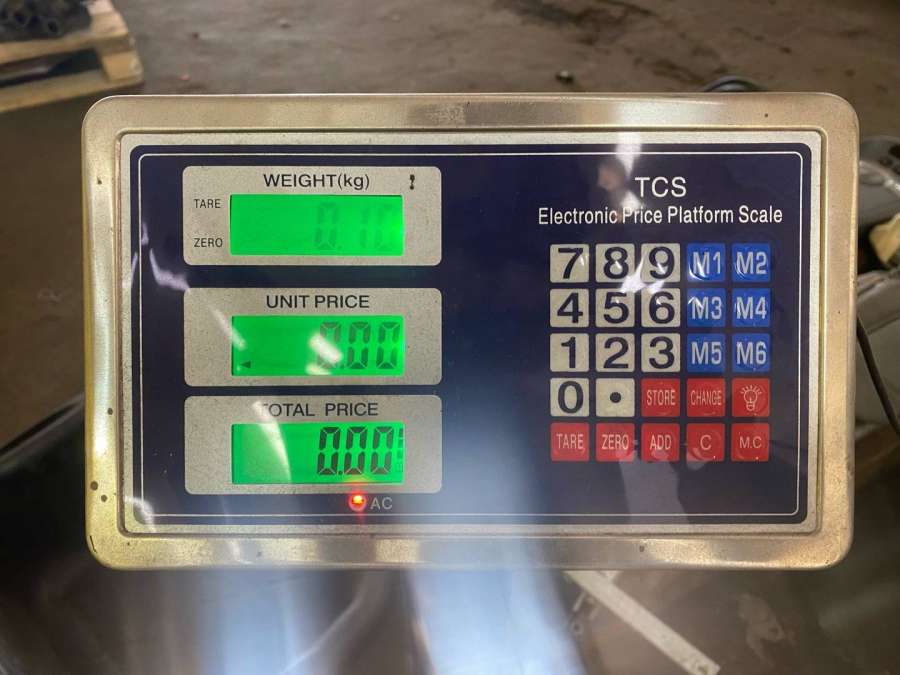 WEIGHT(kg)
TARE
0.10
ZERO
UNIT PRICE
0.00
TOTAL PRICE
0.00
AC
TCS
Electronic Price Platform Scale
7 8 9 M1 M2
4 5 6 M3 M4
1 2 3 M5 M6
0 . STORE CHANGE
TARE ZERO ADD C M.C